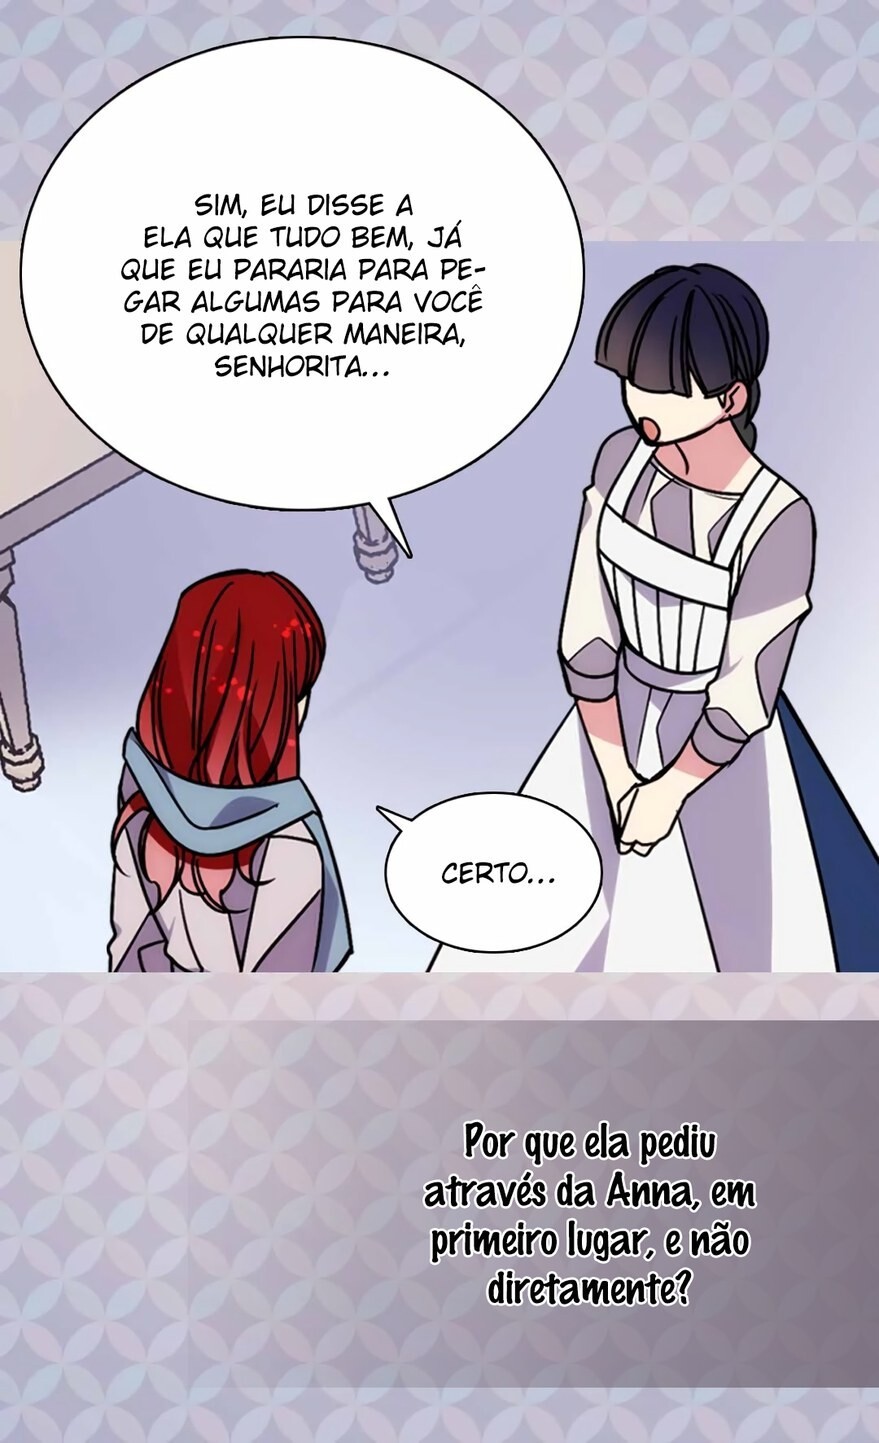 SIM, EU DISSE A
ELA QUE TUDO BEM, JÁ
QUE EU PARARIA PARA PE-
GAR ALGUMAS PARA VOCÊ
DE QUALQUER MANEIRA,
SENHORITA...
CERTO...
Por que ela pediu
através da Anna, em
primeiro lugar, e não
diretamente?